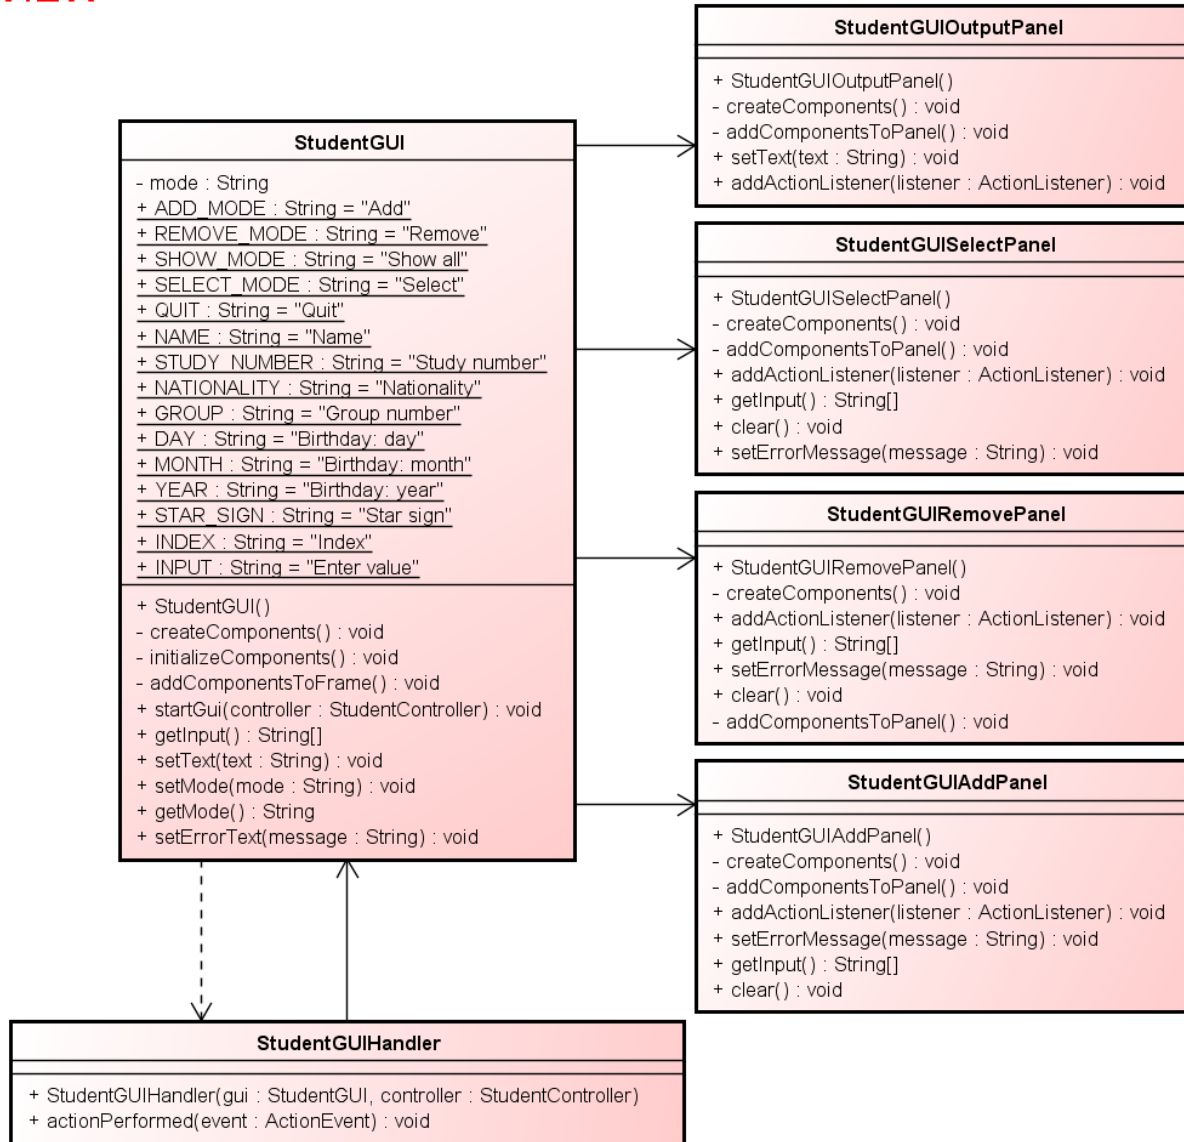 StudentGUIOutputPanel
+ StudentGUIOutputPanel()
- createComponents() : void
- addComponentsToPanel() : void
+ setText(text : String) : void
+ addActionListener(listener : ActionListener) : void
StudentGUI
- mode : String
+ ADD_MODE : String = "Add"
+ REMOVE_MODE : String = "Remove"
+ SHOW_MODE : String = "Show all"
+ SELECT_MODE : String = "Select"
+ QUIT : String = "Quit"
+ NAME : String = "Name"
+ STUDY_NUMBER : String = "Study number"
+ NATIONALITY : String = "Nationality"
+ GROUP : String = "Group number"
+ DAY : String = "Birthday: day"
+ MONTH : String = "Birthday: month"
+ YEAR : String = "Birthday: year"
+ STAR_SIGN : String = "Star sign"
+ INDEX : String = "Index"
+ INPUT : String = "Enter value"
+ StudentGUI()
- createComponents() : void
- initializeComponents() : void
- addComponentsToFrame() : void
+ startGui(controller : StudentController) : void
+ getInput() : String[]
+ setText(text : String) : void
+ setMode(mode : String) : void
+ getMode() : String
+ setErrorText(message : String) : void
StudentGUISelectPanel
+ StudentGUISelectPanel()
- createComponents() : void
- addComponentsToPanel() : void
+ addActionListener(listener : ActionListener) : void
+ getInput() : String[]
+ clear() : void
+ setErrorMessage(message : String) : void
StudentGUIRemovePanel
+ StudentGUIRemovePanel()
- createComponents() : void
+ addActionListener(listener : ActionListener) : void
+ getInput() : String[]
+ setErrorMessage(message : String) : void
+ clear() : void
- addComponentsToPanel() : void
StudentGUIAddPanel
+ StudentGUIAddPanel()
- createComponents() : void
- addComponentsToPanel() : void
+ addActionListener(listener : ActionListener) : void
+ setErrorMessage(message : String) : void
+ getInput() : String[]
+ clear() : void
StudentGUIHandler
+ StudentGUIHandler(gui : StudentGUI, controller : StudentController)
+ actionPerformed(event : ActionEvent) : void